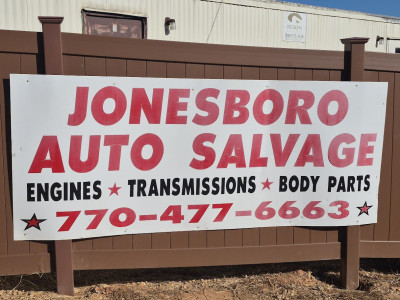 JONESBORO
AUTO SALVAGE
ENGINES ★ TRANSMISSIONS ★ BODY PARTS
★ 770-477-6663 ★